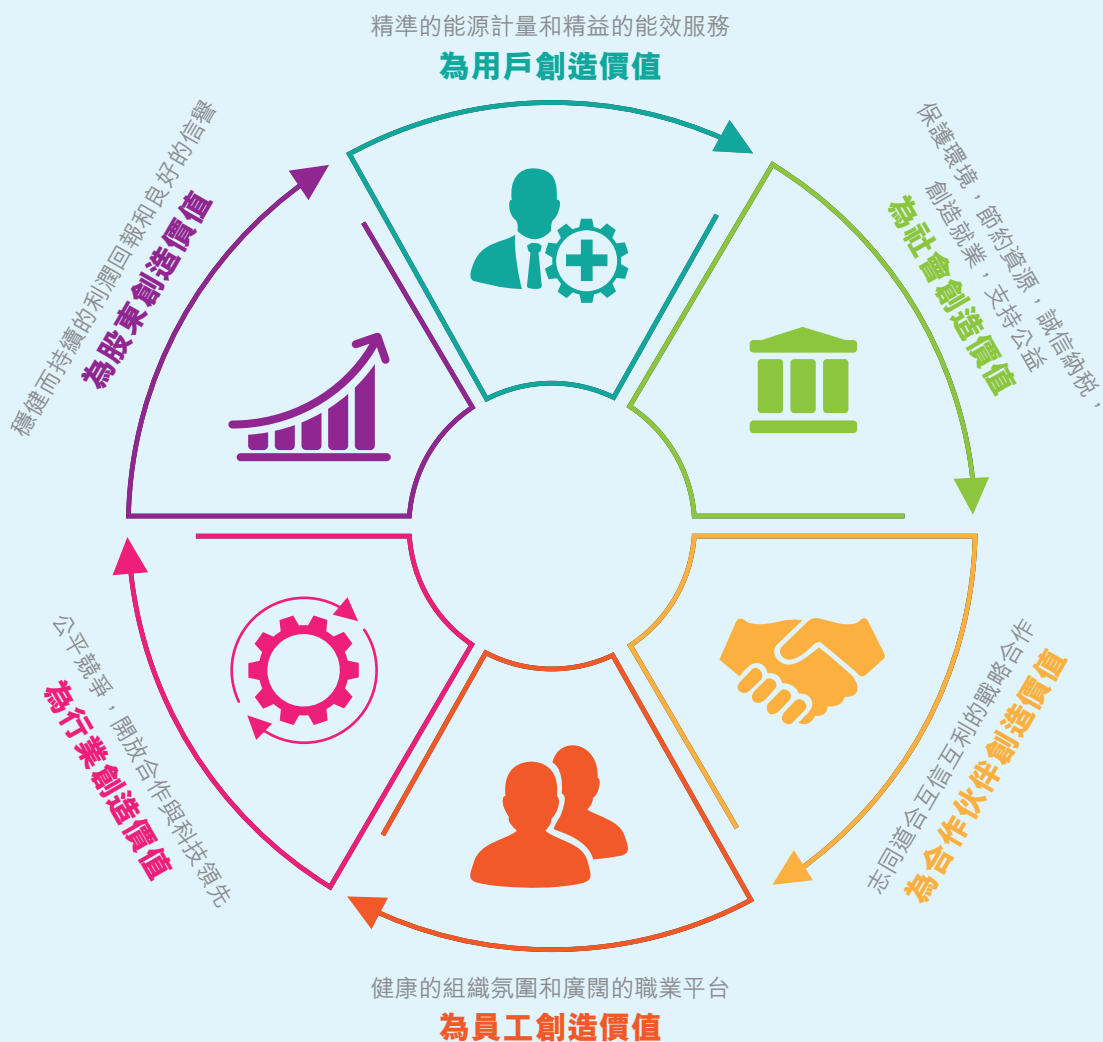 精準的能源計量和精益的能效服務
為用戶創造價值
保護環境，節約資源，誠信納税，
創造就業，支持公益
為社會創造價值
志同道合互信互利的戰略合作
為合作伙伴創造價值
健康的組織氛圍和廣闊的職業平台
為員工創造價值
公平競爭，開放合作與科技領先
為行業創造價值
穩健而持續的利潤回報和良好的信譽
為股東創造價值